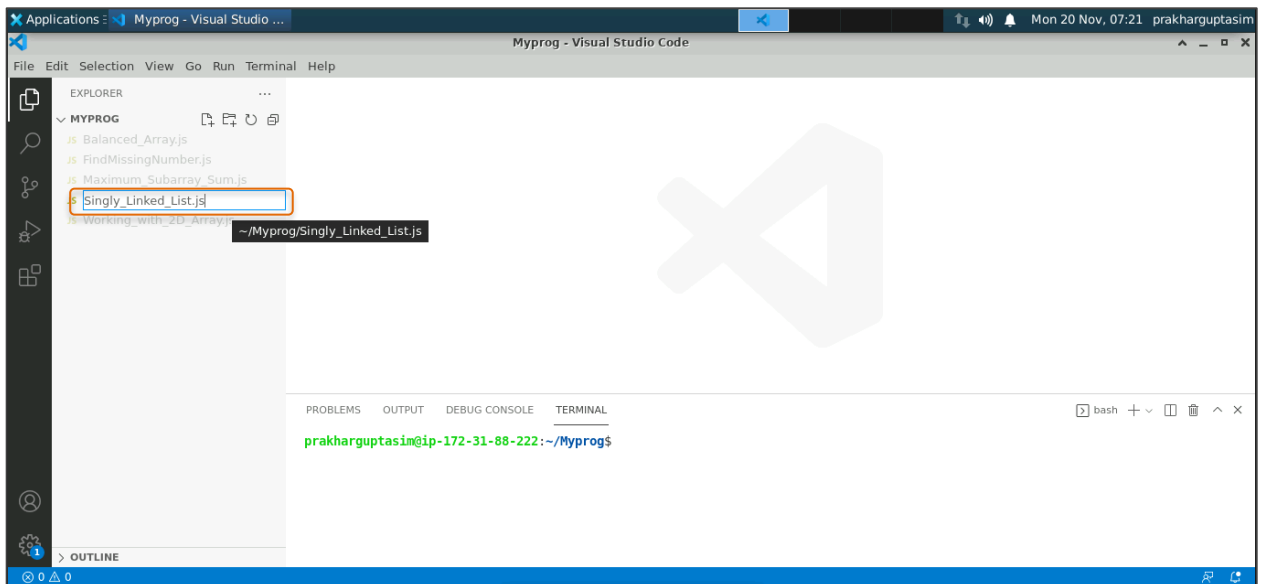 Applications Myprog - Visual Studio ... Mon 20 Nov, 07:21 prakharguptasim
Myprog - Visual Studio Code
File Edit Selection View Go Run Terminal Help
EXPLORER ...
MYPROG
JS Balanced_Array.js
JS FindMissingNumber.js
JS Maximum_Subarray_Sum.js
JS Singly_Linked_List.js
JS Working_with_2D_Array.js
~/Myprog/Singly_Linked_List.js
PROBLEMS OUTPUT DEBUG CONSOLE TERMINAL bash
prakharguptasim@ip-172-31-88-222:~/Myprog$
1
OUTLINE
0 0